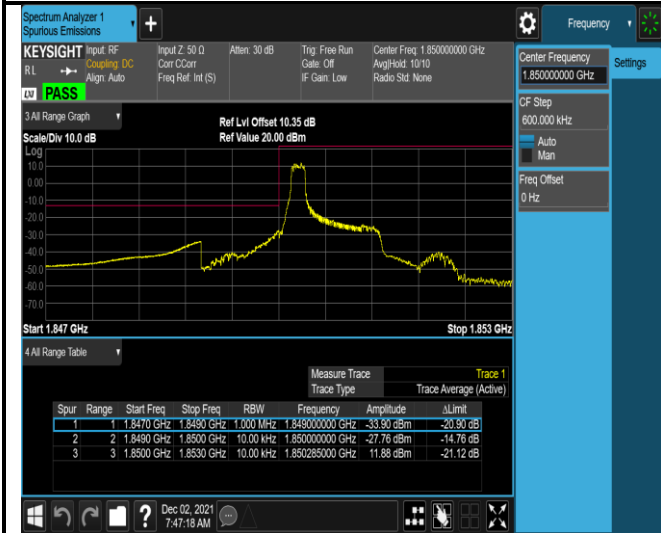 Spectrum Analyzer 1
Spurious Emissions
+
Frequency
KEYSIGHT Input: RF Input Z: 50 Ω Atten: 30 dB Trig: Free Run Center Freq: 1.850000000 GHz
RL Coupling: DC Corr CCorr Gate: Off Avg|Hold: 10/10
Align: Auto Freq Ref: Int (S) IF Gain: Low Radio Std: None
LXI PASS
Center Frequency
1.850000000 GHz
Settings
CF Step
600.000 kHz
Auto
Man
Freq Offset
0 Hz
3 All Range Graph
Ref Lvl Offset 10.35 dB
Scale/Div 10.0 dB Ref Value 20.00 dBm
Log
10.0
0.00
-10.0
-20.0
-30.0
-40.0
-50.0
-60.0
-70.0
Start 1.847 GHz Stop 1.853 GHz
4 All Range Table
Measure Trace Trace 1
Trace Type Trace Average (Active)
Spur Range Start Freq Stop Freq RBW Frequency Amplitude ΔLimit
1 1 1.8470 GHz 1.8490 GHz 1.000 MHz 1.849000000 GHz -33.90 dBm -20.90 dB
2 2 1.8490 GHz 1.8500 GHz 10.00 kHz 1.850000000 GHz -27.76 dBm -14.76 dB
3 3 1.8500 GHz 1.8530 GHz 10.00 kHz 1.850285000 GHz 11.88 dBm -21.12 dB
? Dec 02, 2021
7:47:18 AM